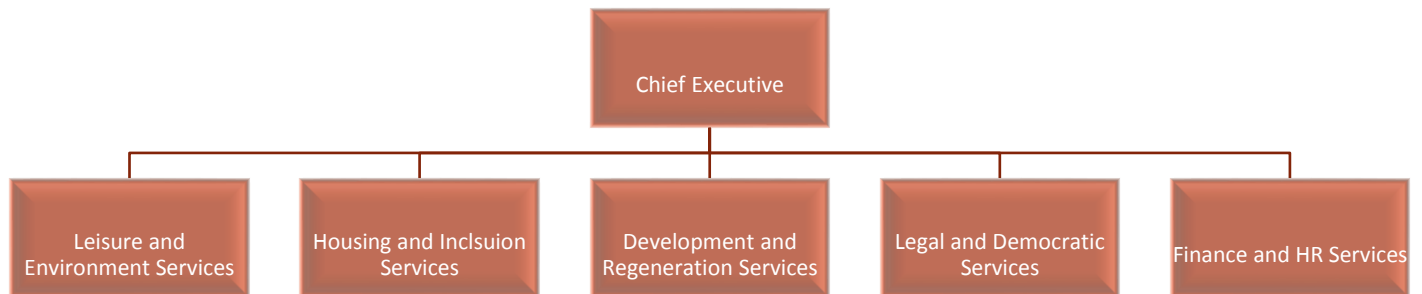 Chief Executive
Leisure and
Environment Services
Housing and Inclsuion
Services
Development and
Regeneration Services
Legal and Democratic
Services
Finance and HR Services